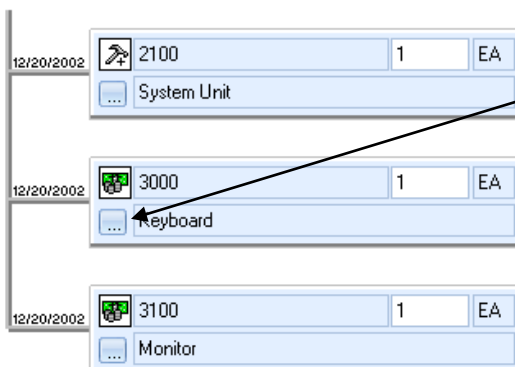 12/20/2002 2100 1 EA
... System Unit
12/20/2002 3000 1 EA
... Keyboard
12/20/2002 3100 1 EA
... Monitor